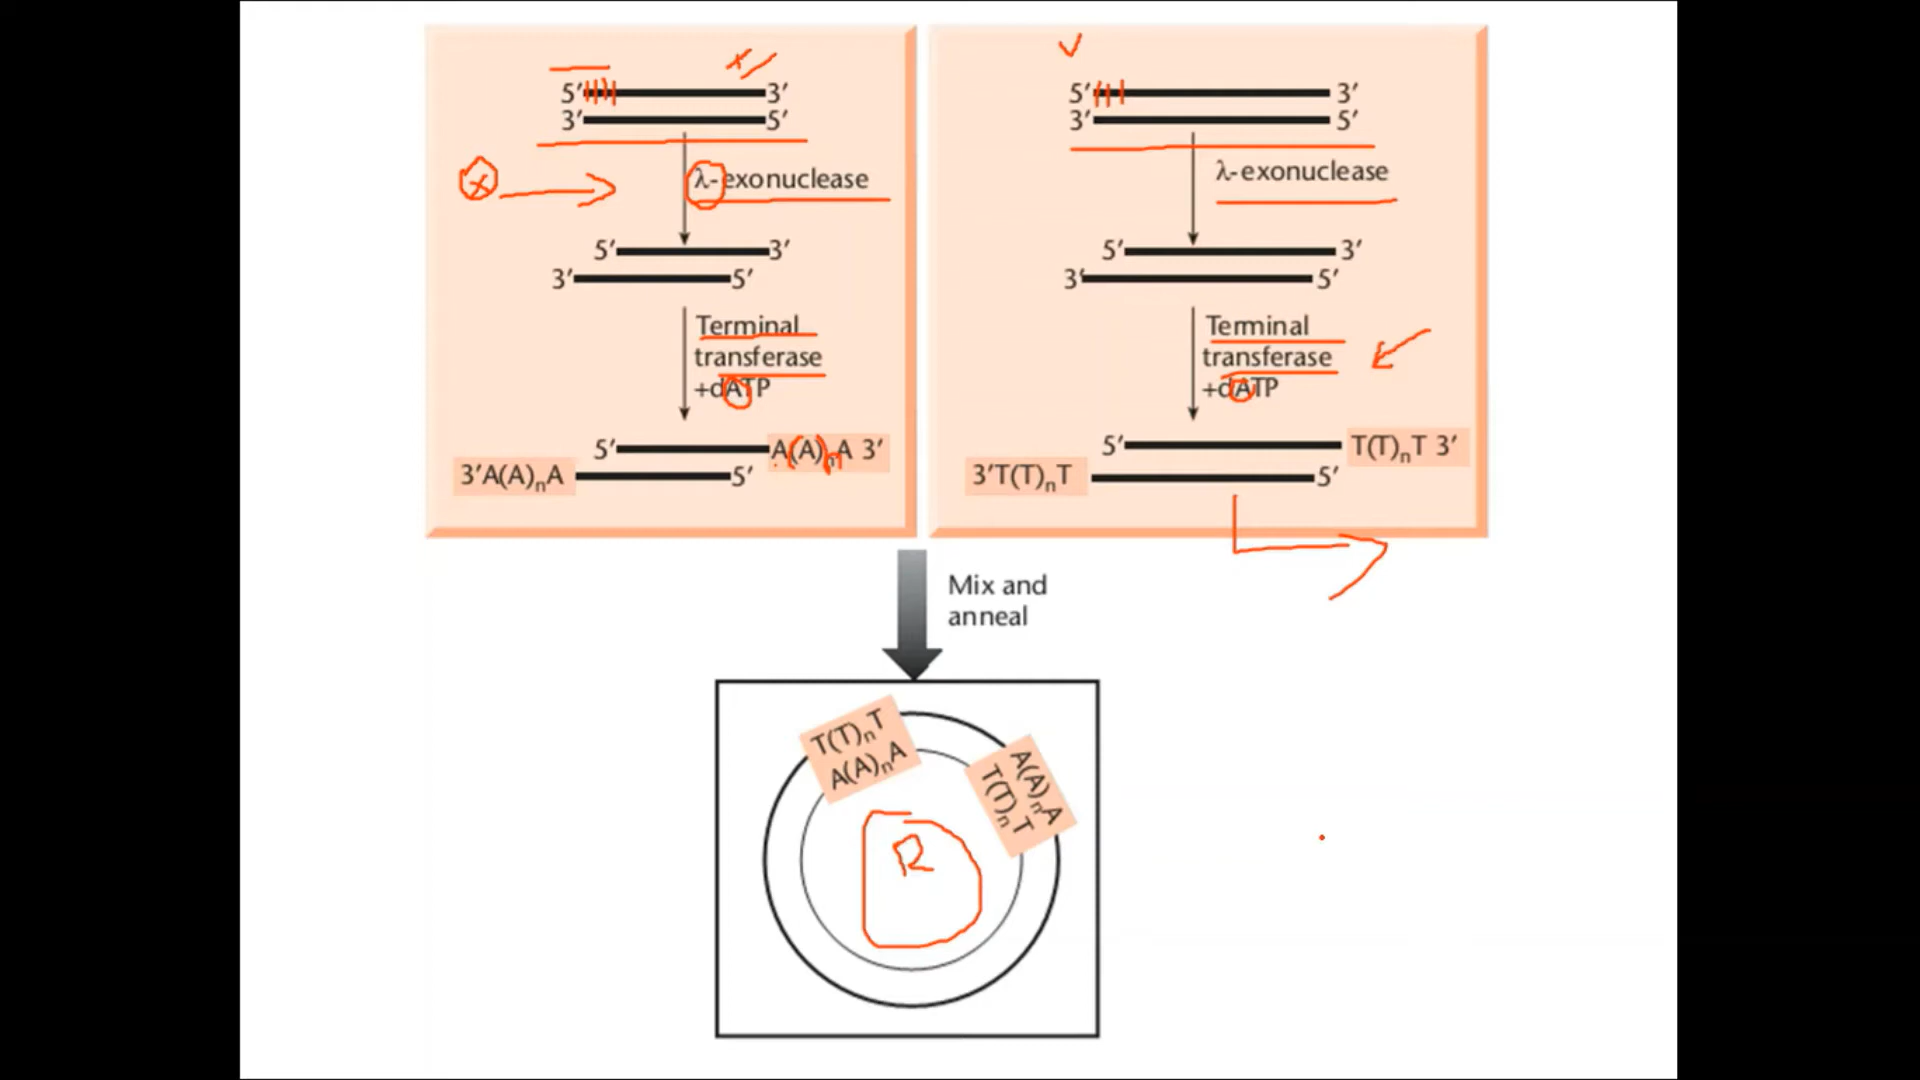 5′ 3′
3′ 5′
λ-exonuclease
5′ 3′
3′ 5′
Terminal
transferase
+dATP
5′ A(A)nA 3′
3′A(A)nA 5′
5′ 3′
3′ 5′
λ-exonuclease
5′ 3′
3′ 5′
Terminal
transferase
+dATP
5′ T(T)nT 3′
3′T(T)nT 5′
Mix and
anneal
T(T)nT
A(A)nA
A(A)nA
T(T)nT
R